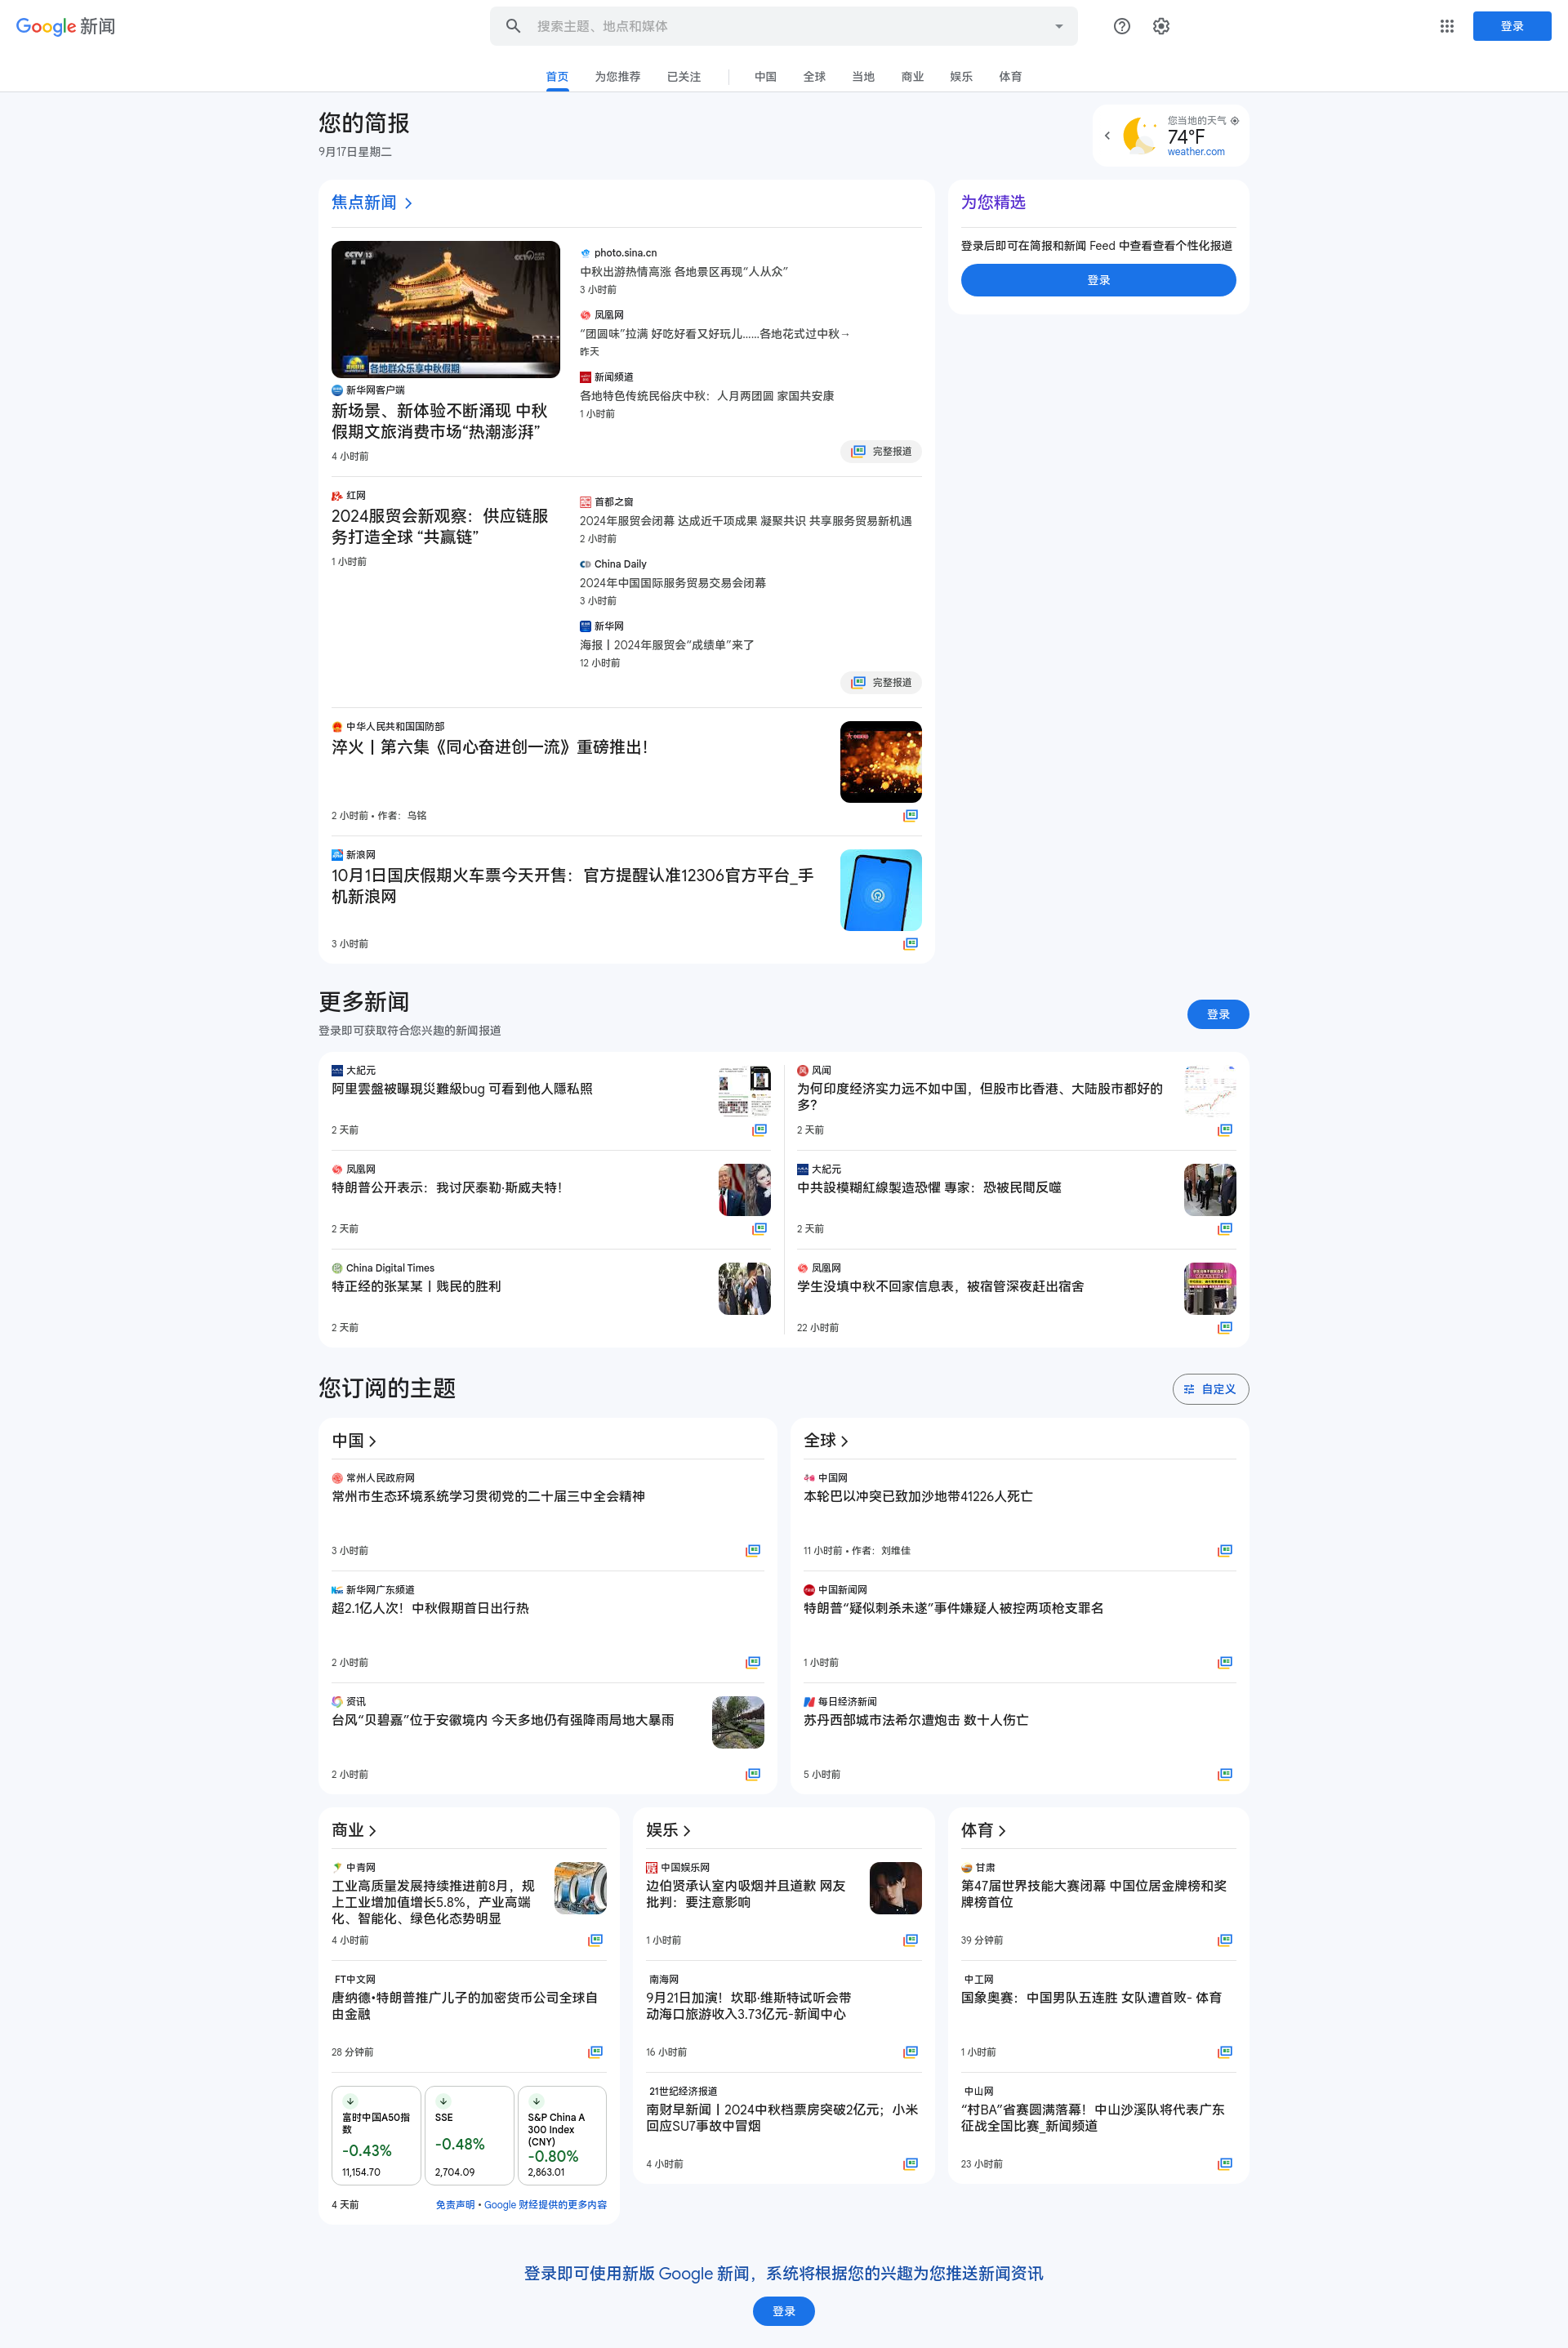 Google 新闻
搜索主题、地点和媒体
登录
首页 为您推荐 已关注 中国 全球 当地 商业 娱乐 体育
您的简报
9月17日星期二
您当地的天气
74°F
weather.com
焦点新闻
CCTV 13
CCTV
各地群众乐享中秋假期
新华网客户端
新场景、新体验不断涌现 中秋
假期文旅消费市场“热潮澎湃”
4 小时前
photo.sina.cn
中秋出游热情高涨 各地景区再现“人从众”
3 小时前
凤凰网
“团圆味”拉满 好吃好看又好玩儿……各地花式过中秋→
昨天
新闻频道
各地特色传统民俗庆中秋：人月两团圆 家国共安康
1 小时前
完整报道
为您精选
登录后即可在简报和新闻 Feed 中查看查看个性化报道
登录
红网
2024服贸会新观察：供应链服
务打造全球 “共赢链”
1 小时前
首都之窗
2024年服贸会闭幕 达成近千项成果 凝聚共识 共享服务贸易新机遇
2 小时前
China Daily
2024年中国国际服务贸易交易会闭幕
3 小时前
新华网
海报丨2024年服贸会“成绩单”来了
12 小时前
完整报道
中华人民共和国国防部
淬火丨第六集《同心奋进创一流》重磅推出！
2 小时前 • 作者：乌铭
新浪网
10月1日国庆假期火车票今天开售：官方提醒认准12306官方平台_手
机新浪网
3 小时前
更多新闻
登录即可获取符合您兴趣的新闻报道
登录
大紀元
阿里雲盤被曝現災難級bug 可看到他人隱私照
2 天前
风闻
为何印度经济实力远不如中国，但股市比香港、大陆股市都好的
多？
2 天前
凤凰网
特朗普公开表示：我讨厌泰勒·斯威夫特！
2 天前
大紀元
中共設模糊紅線製造恐懼 專家：恐被民間反噬
2 天前
China Digital Times
特正经的张某某丨贱民的胜利
2 天前
凤凰网
学生没填中秋不回家信息表，被宿管深夜赶出宿舍
22 小时前
您订阅的主题
自定义
中国
常州人民政府网
常州市生态环境系统学习贯彻党的二十届三中全会精神
3 小时前
新华网广东频道
超2.1亿人次！中秋假期首日出行热
2 小时前
资讯
台风“贝碧嘉”位于安徽境内 今天多地仍有强降雨局地大暴雨
2 小时前
全球
中国网
本轮巴以冲突已致加沙地带41226人死亡
11 小时前 • 作者：刘维佳
中国新闻网
特朗普“疑似刺杀未遂”事件嫌疑人被控两项枪支罪名
1 小时前
每日经济新闻
苏丹西部城市法希尔遭炮击 数十人伤亡
5 小时前
商业
中青网
工业高质量发展持续推进前8月，规
上工业增加值增长5.8%，产业高端
化、智能化、绿色化态势明显
4 小时前
FT中文网
唐纳德•特朗普推广儿子的加密货币公司全球自
由金融
28 分钟前
富时中国A50指
数
-0.43%
11,154.70
SSE
-0.48%
2,704.09
S&P China A
300 Index
(CNY)
-0.80%
2,863.01
4 天前
免责声明 • Google 财经提供的更多内容
娱乐
中国娱乐网
边伯贤承认室内吸烟并且道歉 网友
批判：要注意影响
1 小时前
南海网
9月21日加演！坎耶·维斯特试听会带
动海口旅游收入3.73亿元-新闻中心
16 小时前
21世纪经济报道
南财早新闻丨2024中秋档票房突破2亿元；小米
回应SU7事故中冒烟
4 小时前
体育
甘肃
第47届世界技能大赛闭幕 中国位居金牌榜和奖
牌榜首位
39 分钟前
中工网
国象奥赛：中国男队五连胜 女队遭首败- 体育
1 小时前
中山网
“村BA”省赛圆满落幕！中山沙溪队将代表广东
征战全国比赛_新闻频道
23 小时前
登录即可使用新版 Google 新闻，系统将根据您的兴趣为您推送新闻资讯
登录